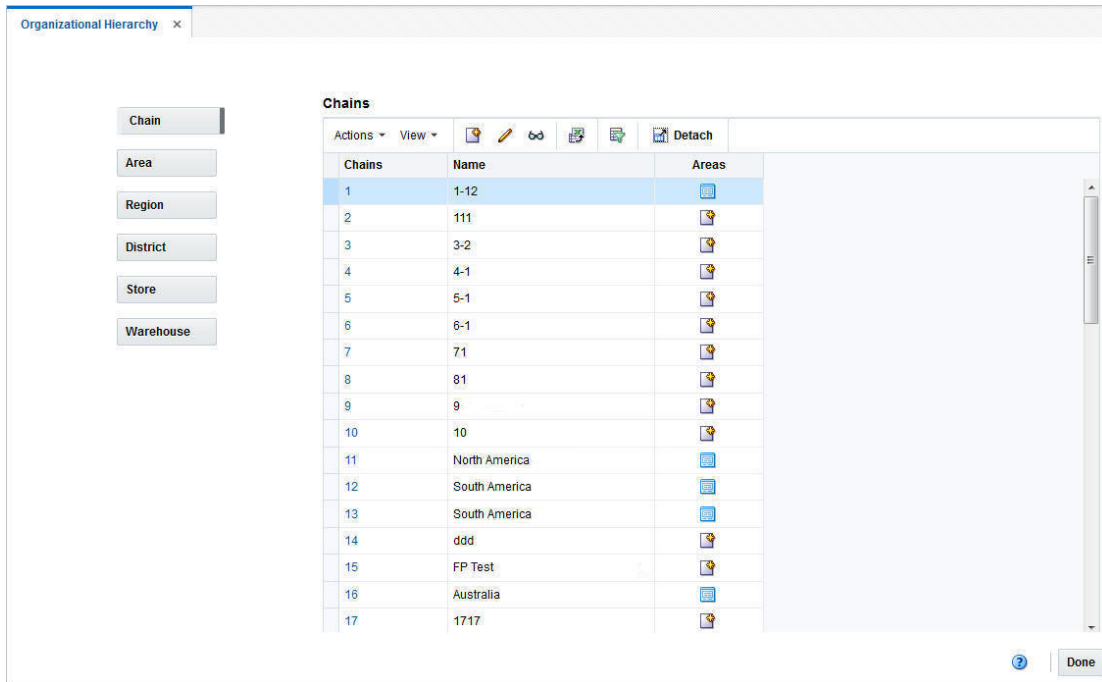 Organizational Hierarchy ×
Chain
Area
Region
District
Store
Warehouse
Chains
Actions View Detach
Chains Name Areas
1 1-12
2 111
3 3-2
4 4-1
5 5-1
6 6-1
7 71
8 81
9 9
10 10
11 North America
12 South America
13 South America
14 ddd
15 FP Test
16 Australia
17 1717
? Done